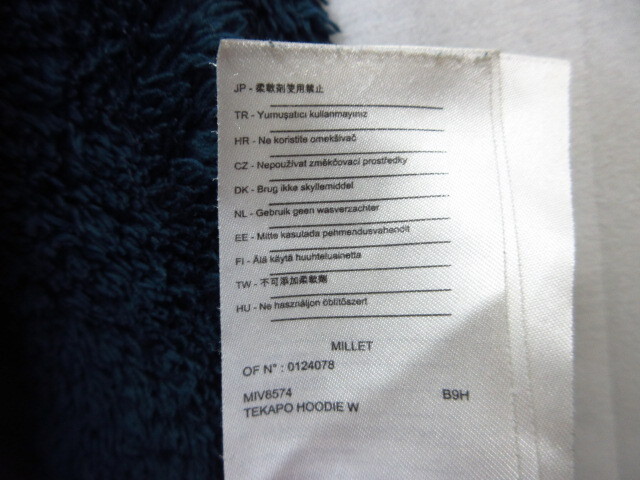 JP - 柔軟剤使用禁止
TR - Yumuşatıcı kullanmayınız
HR - Ne koristite omekšivač
CZ - Nepoužívat změkčovací prostředky
DK - Brug ikke skyllemiddel
NL - Gebruik geen wasverzachter
EE - Mitte kasutada pehmendusvahendit
FI - Älä käytä huuhteluainetta
TW - 不可添加柔軟劑
HU - Ne használjon öblítőszert
MILLET
OF N° : 0124078
MIV6574 B9H
TEKAPO HOODIE W